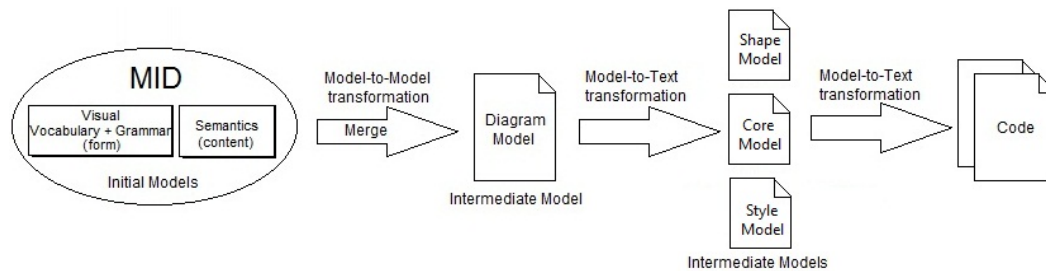 MID
Visual
Vocabulary + Grammar
(form)
Semantics
(content)
Initial Models
Model-to-Model
transformation
Merge
Diagram
Model
Intermediate Model
Model-to-Text
transformation
Shape
Model
Core
Model
Style
Model
Intermediate Models
Model-to-Text
transformation
Code